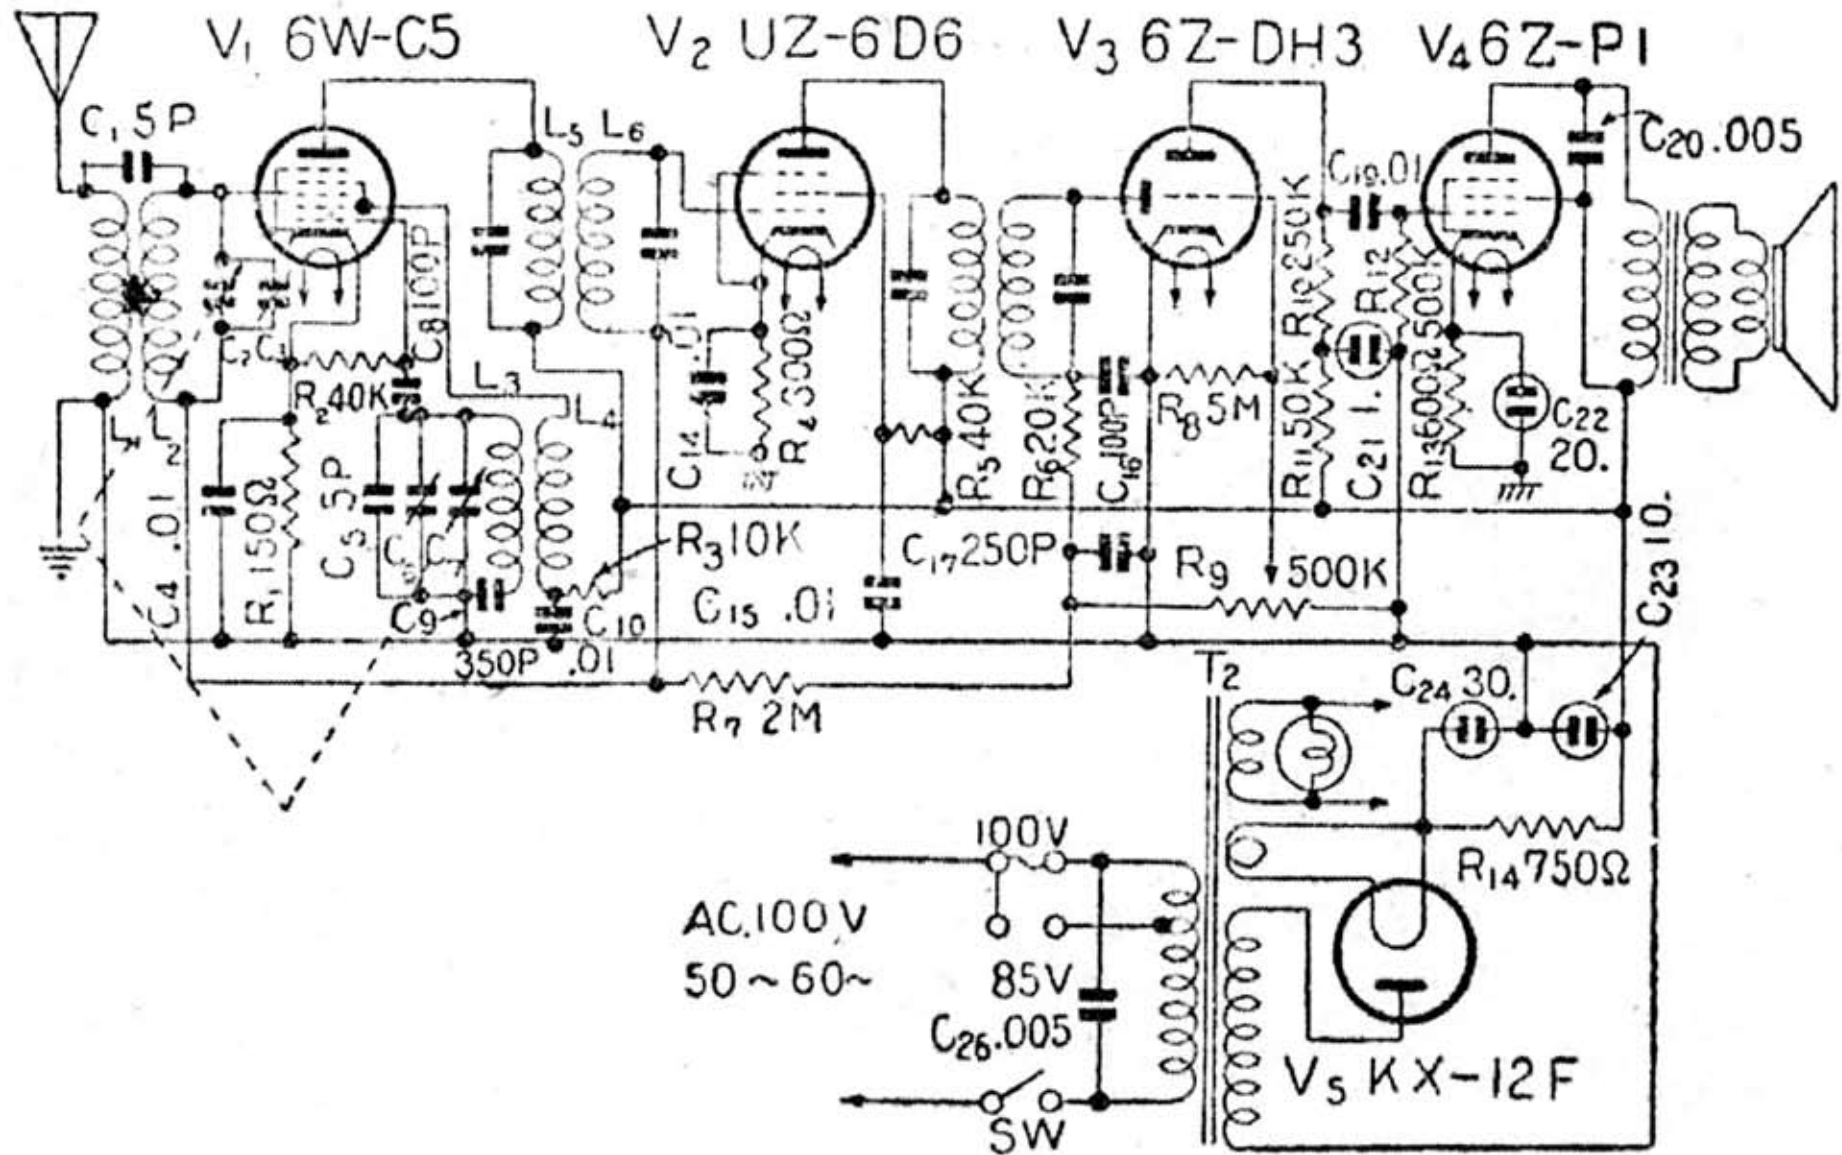 V1 6W-C5
V2 UZ-6D6
V3 6Z-DH3
V4 6Z-P1
C1 5P
L5 L6
C19 .01
C20 .005
C8 100P
R10 250K
R12 500K
C2 C3
R2 40K
L3
L4
L1 L2
C14 .01
R4 300Ω
R5 40K
R6 20K
C16 100P
R8 5M
R11 50K
C21 1.
R13 600Ω
C22
20.
C4 .01
R1 150Ω
C5 5P
R3 10K
C17 250P
R9 500K
C23 10.
C9
350P
C10
.01
C15 .01
R7 2M
T2
C24 30.
R14 750Ω
100V
AC.100V
50~60~
85V
C26 .005
SW
V5 KX-12F